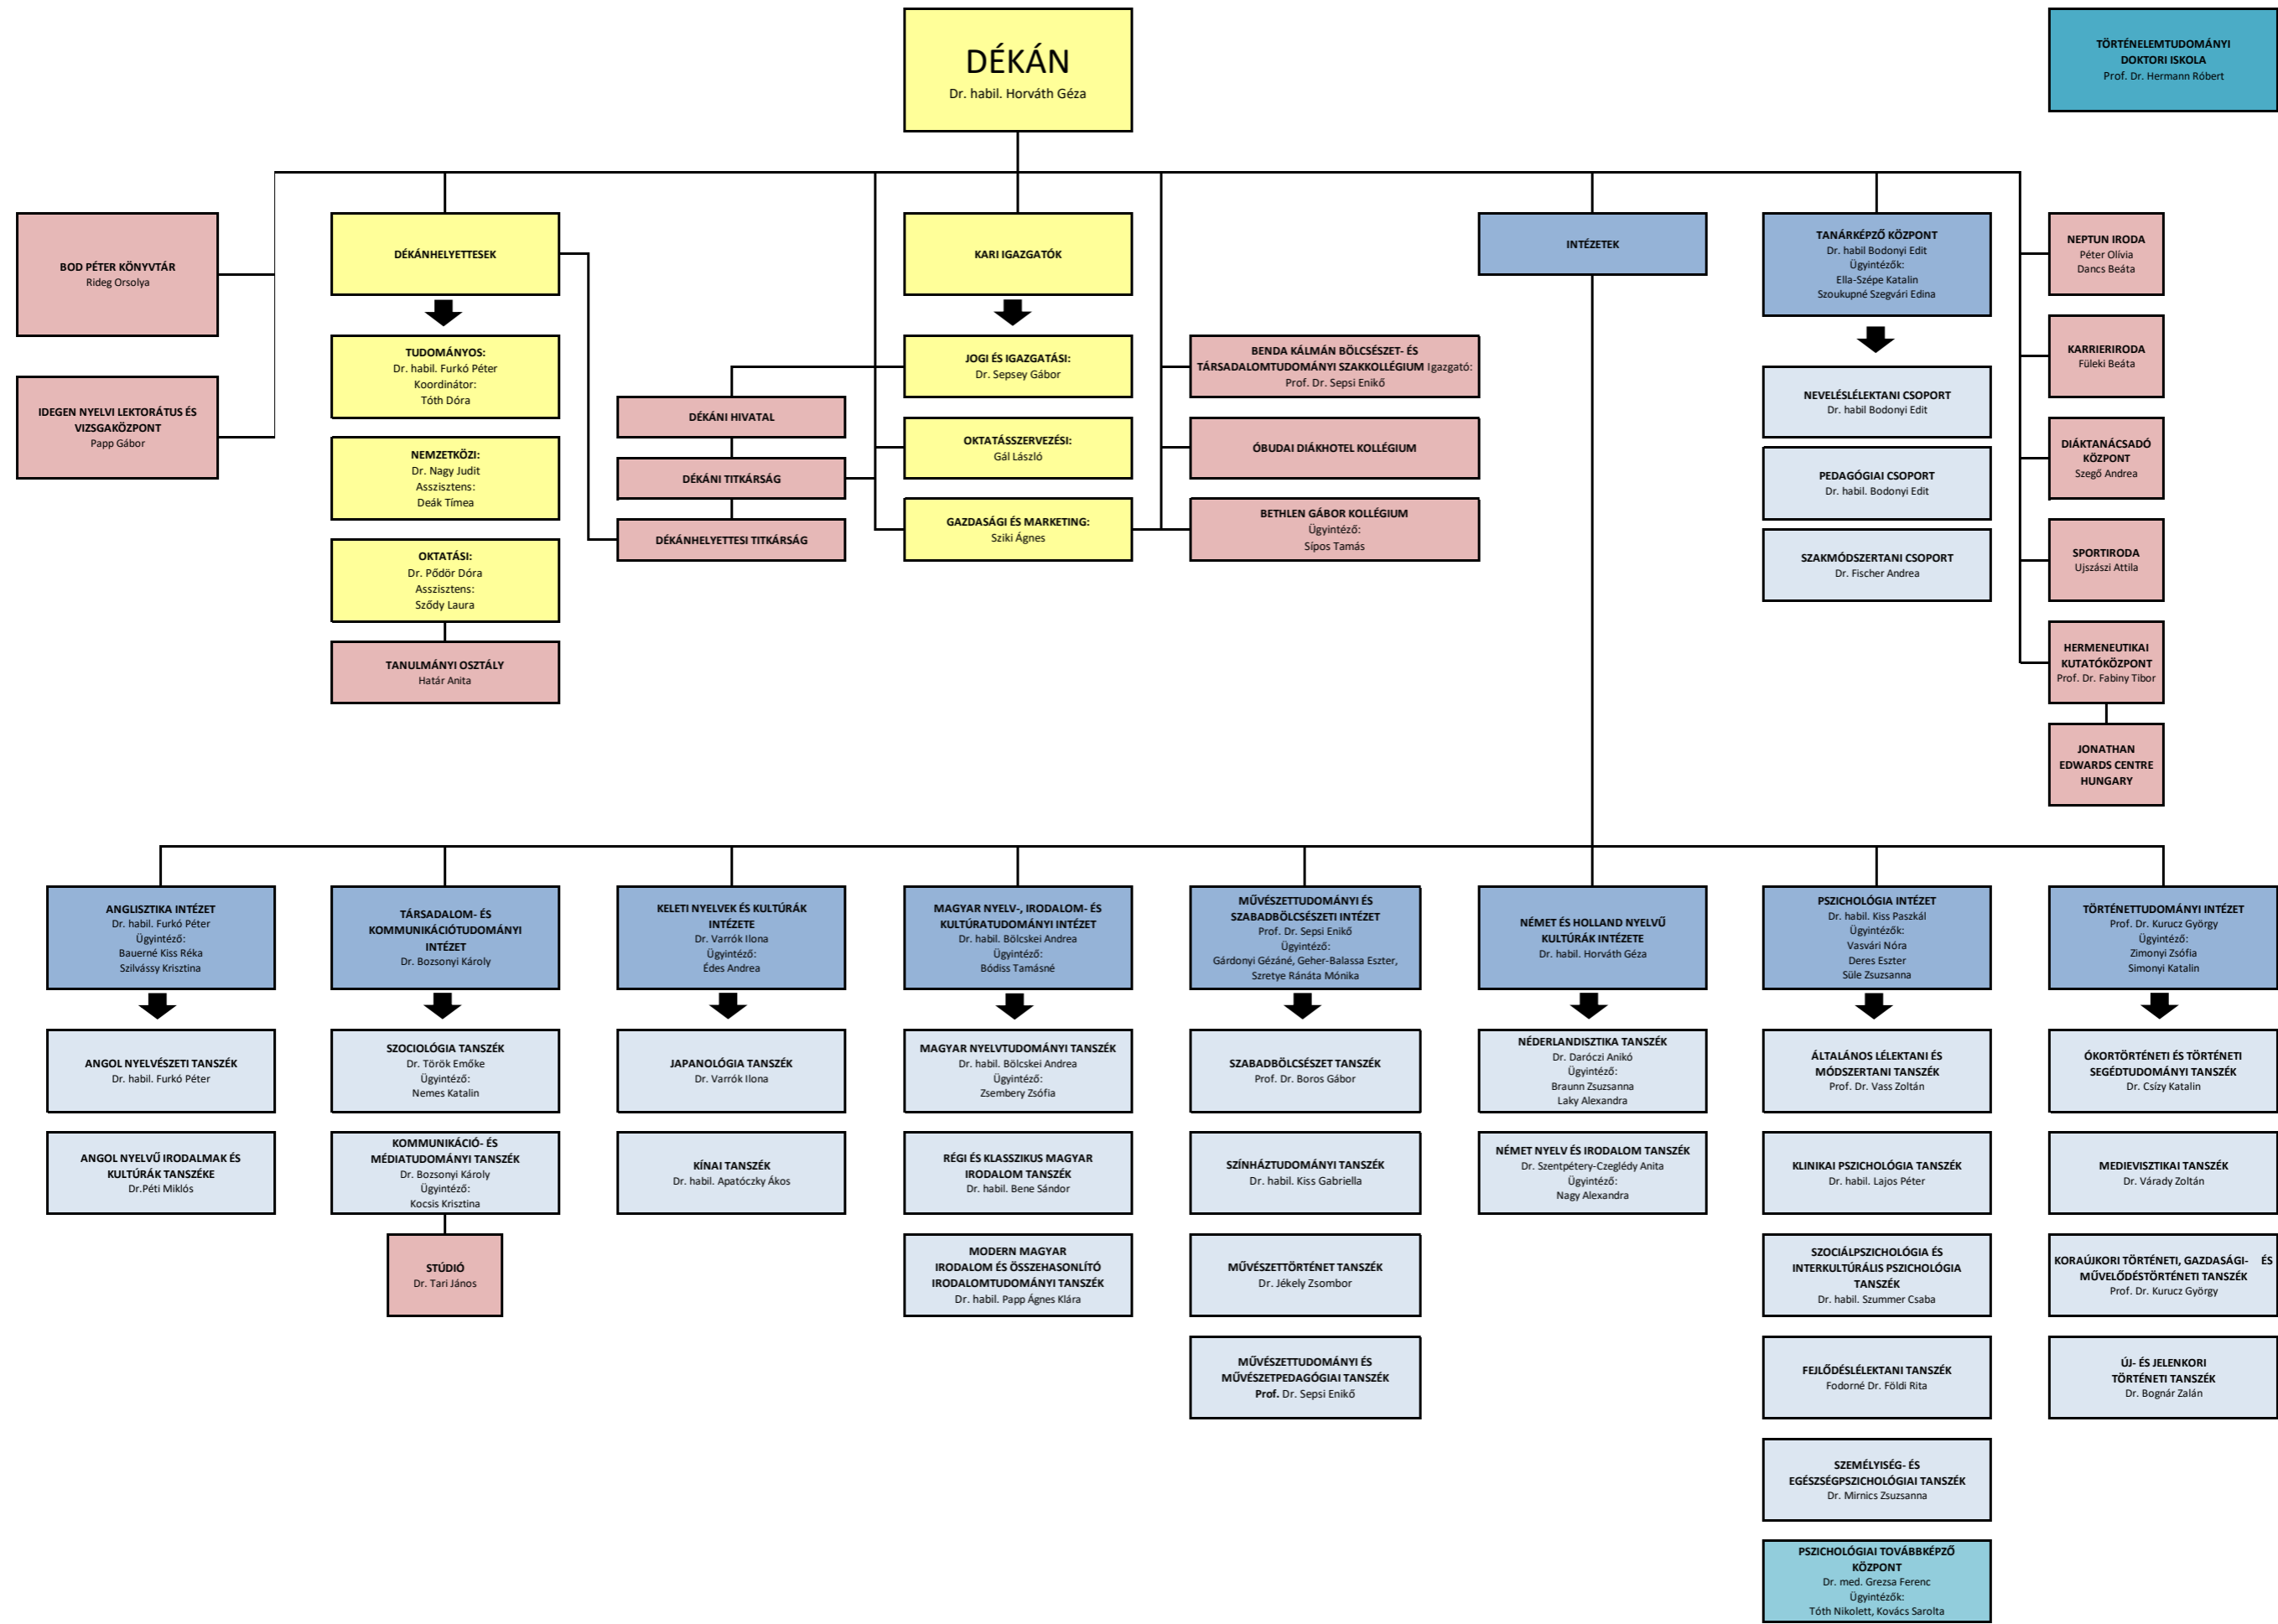 DÉKÁN
Dr. habil. Horváth Géza
TÖRTÉNELEMTUDOMÁNYI
DOKTORI ISKOLA
Prof. Dr. Hermann Róbert
BOD PÉTER KÖNYVTÁR
Rideg Orsolya
IDEGEN NYELVI LEKTORÁTUS ÉS
VIZSGAKÖZPONT
Papp Gábor
DÉKÁNHELYETTESEK
TUDOMÁNYOS:
Dr. habil. Furkó Péter
Koordinátor:
Tóth Dóra
NEMZETKÖZI:
Dr. Nagy Judit
Asszisztens:
Deák Tímea
OKTATÁSI:
Dr. Pődör Dóra
Asszisztens:
Sződy Laura
TANULMÁNYI OSZTÁLY
Határ Anita
DÉKÁNI HIVATAL
DÉKÁNI TITKÁRSÁG
DÉKÁNHELYETTESI TITKÁRSÁG
KARI IGAZGATÓK
JOGI ÉS IGAZGATÁSI:
Dr. Sepsey Gábor
OKTATÁSSZERVEZÉSI:
Gál László
GAZDASÁGI ÉS MARKETING:
Sziki Ágnes
BENDA KÁLMÁN BÖLCSÉSZET- ÉS
TÁRSADALOMTUDOMÁNYI SZAKKOLLÉGIUM Igazgató:
Prof. Dr. Sepsi Enikő
ÓBUDAI DIÁKHOTEL KOLLÉGIUM
BETHLEN GÁBOR KOLLÉGIUM
Ügyintéző:
Sípos Tamás
INTÉZETEK
TANÁRKÉPZŐ KÖZPONT
Dr. habil Bodonyi Edit
Ügyintézők:
Ella-Szépe Katalin
Szoukupné Szegvári Edina
NEVELÉSLÉLEKTANI CSOPORT
Dr. habil Bodonyi Edit
PEDAGÓGIAI CSOPORT
Dr. habil. Bodonyi Edit
SZAKMÓDSZERTANI CSOPORT
Dr. Fischer Andrea
NEPTUN IRODA
Péter Olívia
Dancs Beáta
KARRIERIRODA
Füleki Beáta
DIÁKTANÁCSADÓ
KÖZPONT
Szegő Andrea
SPORTIRODA
Ujszászi Attila
HERMENEUTIKAI
KUTATÓKÖZPONT
Prof. Dr. Fabiny Tibor
JONATHAN
EDWARDS CENTRE
HUNGARY
ANGLISZTIKA INTÉZET
Dr. habil. Furkó Péter
Ügyintéző:
Bauerné Kiss Réka
Szilvássy Krisztina
ANGOL NYELVÉSZETI TANSZÉK
Dr. habil. Furkó Péter
ANGOL NYELVŰ IRODALMAK ÉS
KULTÚRÁK TANSZÉKE
Dr.Péti Miklós
TÁRSADALOM- ÉS
KOMMUNIKÁCIÓTUDOMÁNYI
INTÉZET
Dr. Bozsonyi Károly
SZOCIOLÓGIA TANSZÉK
Dr. Török Emőke
Ügyintéző:
Nemes Katalin
KOMMUNIKÁCIÓ- ÉS
MÉDIATUDOMÁNYI TANSZÉK
Dr. Bozsonyi Károly
Ügyintéző:
Kocsis Krisztina
STÚDIÓ
Dr. Tari János
KELETI NYELVEK ÉS KULTÚRÁK
INTÉZETE
Dr. Varrók Ilona
Ügyintéző:
Édes Andrea
JAPANOLÓGIA TANSZÉK
Dr. Varrók Ilona
KÍNAI TANSZÉK
Dr. habil. Apatóczky Ákos
MAGYAR NYELV-, IRODALOM- ÉS
KULTÚRATUDOMÁNYI INTÉZET
Dr. habil. Bölcskei Andrea
Ügyintéző:
Bódiss Tamásné
MAGYAR NYELVTUDOMÁNYI TANSZÉK
Dr. habil. Bölcskei Andrea
Ügyintéző:
Zsembery Zsófia
RÉGI ÉS KLASSZIKUS MAGYAR
IRODALOM TANSZÉK
Dr. habil. Bene Sándor
MODERN MAGYAR
IRODALOM ÉS ÖSSZEHASONLÍTÓ
IRODALOMTUDOMÁNYI TANSZÉK
Dr. habil. Papp Ágnes Klára
MŰVÉSZETTUDOMÁNYI ÉS
SZABADBÖLCSÉSZETI INTÉZET
Prof. Dr. Sepsi Enikő
Ügyintéző:
Gárdonyi Gézáné, Geher-Balassa Eszter,
Szretye Ránáta Mónika
SZABADBÖLCSÉSZET TANSZÉK
Prof. Dr. Boros Gábor
SZÍNHÁZTUDOMÁNYI TANSZÉK
Dr. habil. Kiss Gabriella
MŰVÉSZETTÖRTÉNET TANSZÉK
Dr. Jékely Zsombor
MŰVÉSZETTUDOMÁNYI ÉS
MŰVÉSZETPEDAGÓGIAI TANSZÉK
Prof. Dr. Sepsi Enikő
NÉMET ÉS HOLLAND NYELVŰ
KULTÚRÁK INTÉZETE
Dr. habil. Horváth Géza
NÉDERLANDISZTIKA TANSZÉK
Dr. Daróczi Anikó
Ügyintéző:
Braunn Zsuzsanna
Laky Alexandra
NÉMET NYELV ÉS IRODALOM TANSZÉK
Dr. Szentpétery-Czeglédy Anita
Ügyintéző:
Nagy Alexandra
PSZICHOLÓGIA INTÉZET
Dr. habil. Kiss Paszkál
Ügyintézők:
Vasvári Nóra
Deres Eszter
Süle Zsuzsanna
ÁLTALÁNOS LÉLEKTANI ÉS
MÓDSZERTANI TANSZÉK
Prof. Dr. Vass Zoltán
KLINIKAI PSZICHOLÓGIA TANSZÉK
Dr. habil. Lajos Péter
SZOCIÁLPSZICHOLÓGIA ÉS
INTERKULTÚRÁLIS PSZICHOLÓGIA
TANSZÉK
Dr. habil. Szummer Csaba
FEJLŐDÉSLÉLEKTANI TANSZÉK
Fodorné Dr. Földi Rita
SZEMÉLYISÉG- ÉS
EGÉSZSÉGPSZICHOLÓGIAI TANSZÉK
Dr. Mirnics Zsuzsanna
PSZICHOLÓGIAI TOVÁBBKÉPZŐ
KÖZPONT
Dr. med. Grezsa Ferenc
Ügyintézők:
Tóth Nikolett, Kovács Sarolta
TÖRTÉNETTUDOMÁNYI INTÉZET
Prof. Dr. Kurucz György
Ügyintéző:
Zimonyi Zsófia
Simonyi Katalin
ÓKORTÖRTÉNETI ÉS TÖRTÉNETI
SEGÉDTUDOMÁNYI TANSZÉK
Dr. Csízy Katalin
MEDIEVISZTIKAI TANSZÉK
Dr. Várady Zoltán
KORAÚJKORI TÖRTÉNETI, GAZDASÁGI- ÉS
MŰVELŐDÉSTÖRTÉNETI TANSZÉK
Prof. Dr. Kurucz György
ÚJ- ÉS JELENKORI
TÖRTÉNETI TANSZÉK
Dr. Bognár Zalán